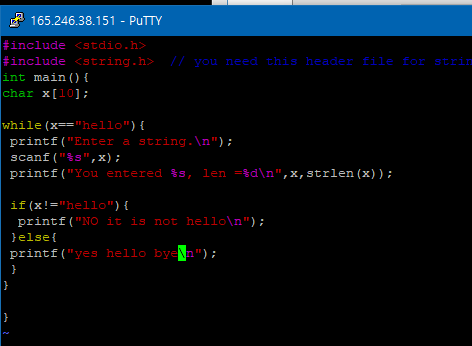 165.246.38.151 - PuTTY
#include <stdio.h>
#include <string.h>  // you need this header file for strin
int main(){
char x[10];
while(x=="hello"){
 printf("Enter a string.\n");
 scanf("%s",x);
 printf("You entered %s, len =%d\n",x,strlen(x));
 if(x!="hello"){
  printf("NO it is not hello\n");
 }else{
 printf("yes hello bye\n");
 }
}
}
~